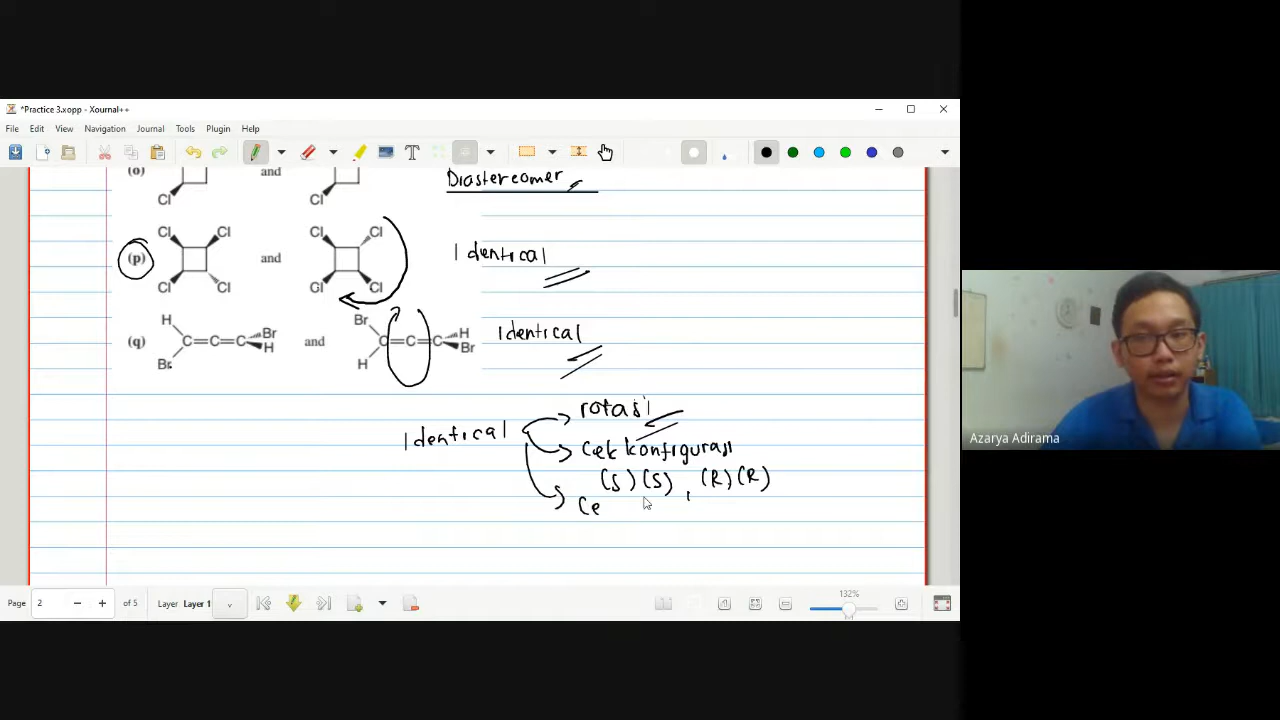 *Practice 3.xopp - Xournal++
File Edit View Navigation Journal Tools Plugin Help
(o) and Diastereomer
Cl Cl
Cl Cl Cl Cl
(p) and Identical
Cl Cl Cl Cl
H Br
(q) C=C=C Br H and C=C=C H Br Identical
Br H
Identical rotasi
Cek konfigurasi
(S) (S) , (R) (R)
Ce
Azarya Adirama
Page 2 of 5 Layer Layer 1 132%